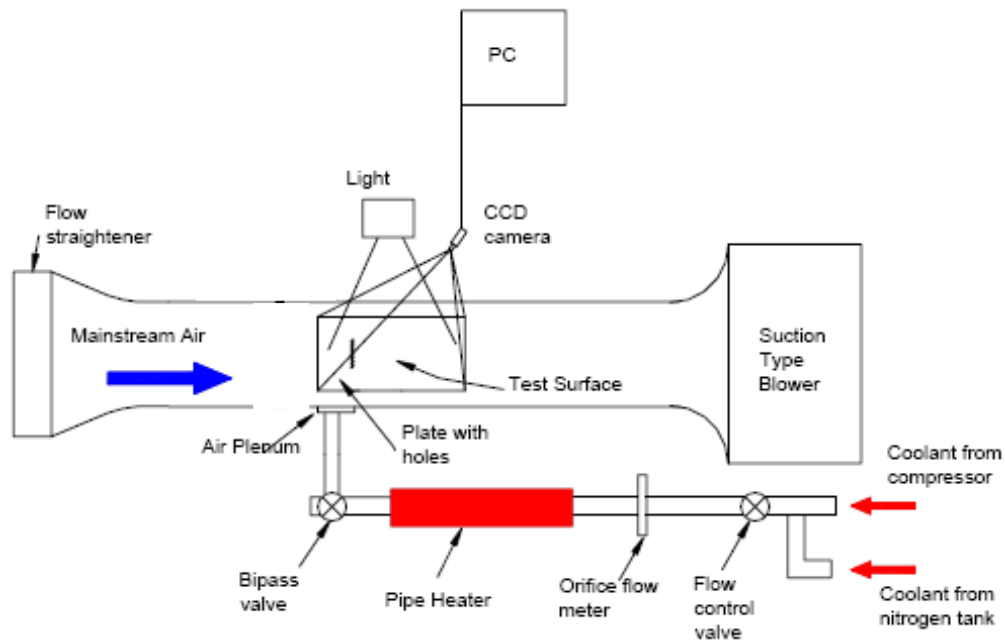 PC
Light
CCD
camera
Flow
straightener
Mainstream Air
Suction
Type
Blower
Test Surface
Air Plenum
Plate with
holes
Coolant from
compressor
Bipass
valve
Pipe Heater
Orifice flow
meter
Flow
control
valve
Coolant from
nitrogen tank